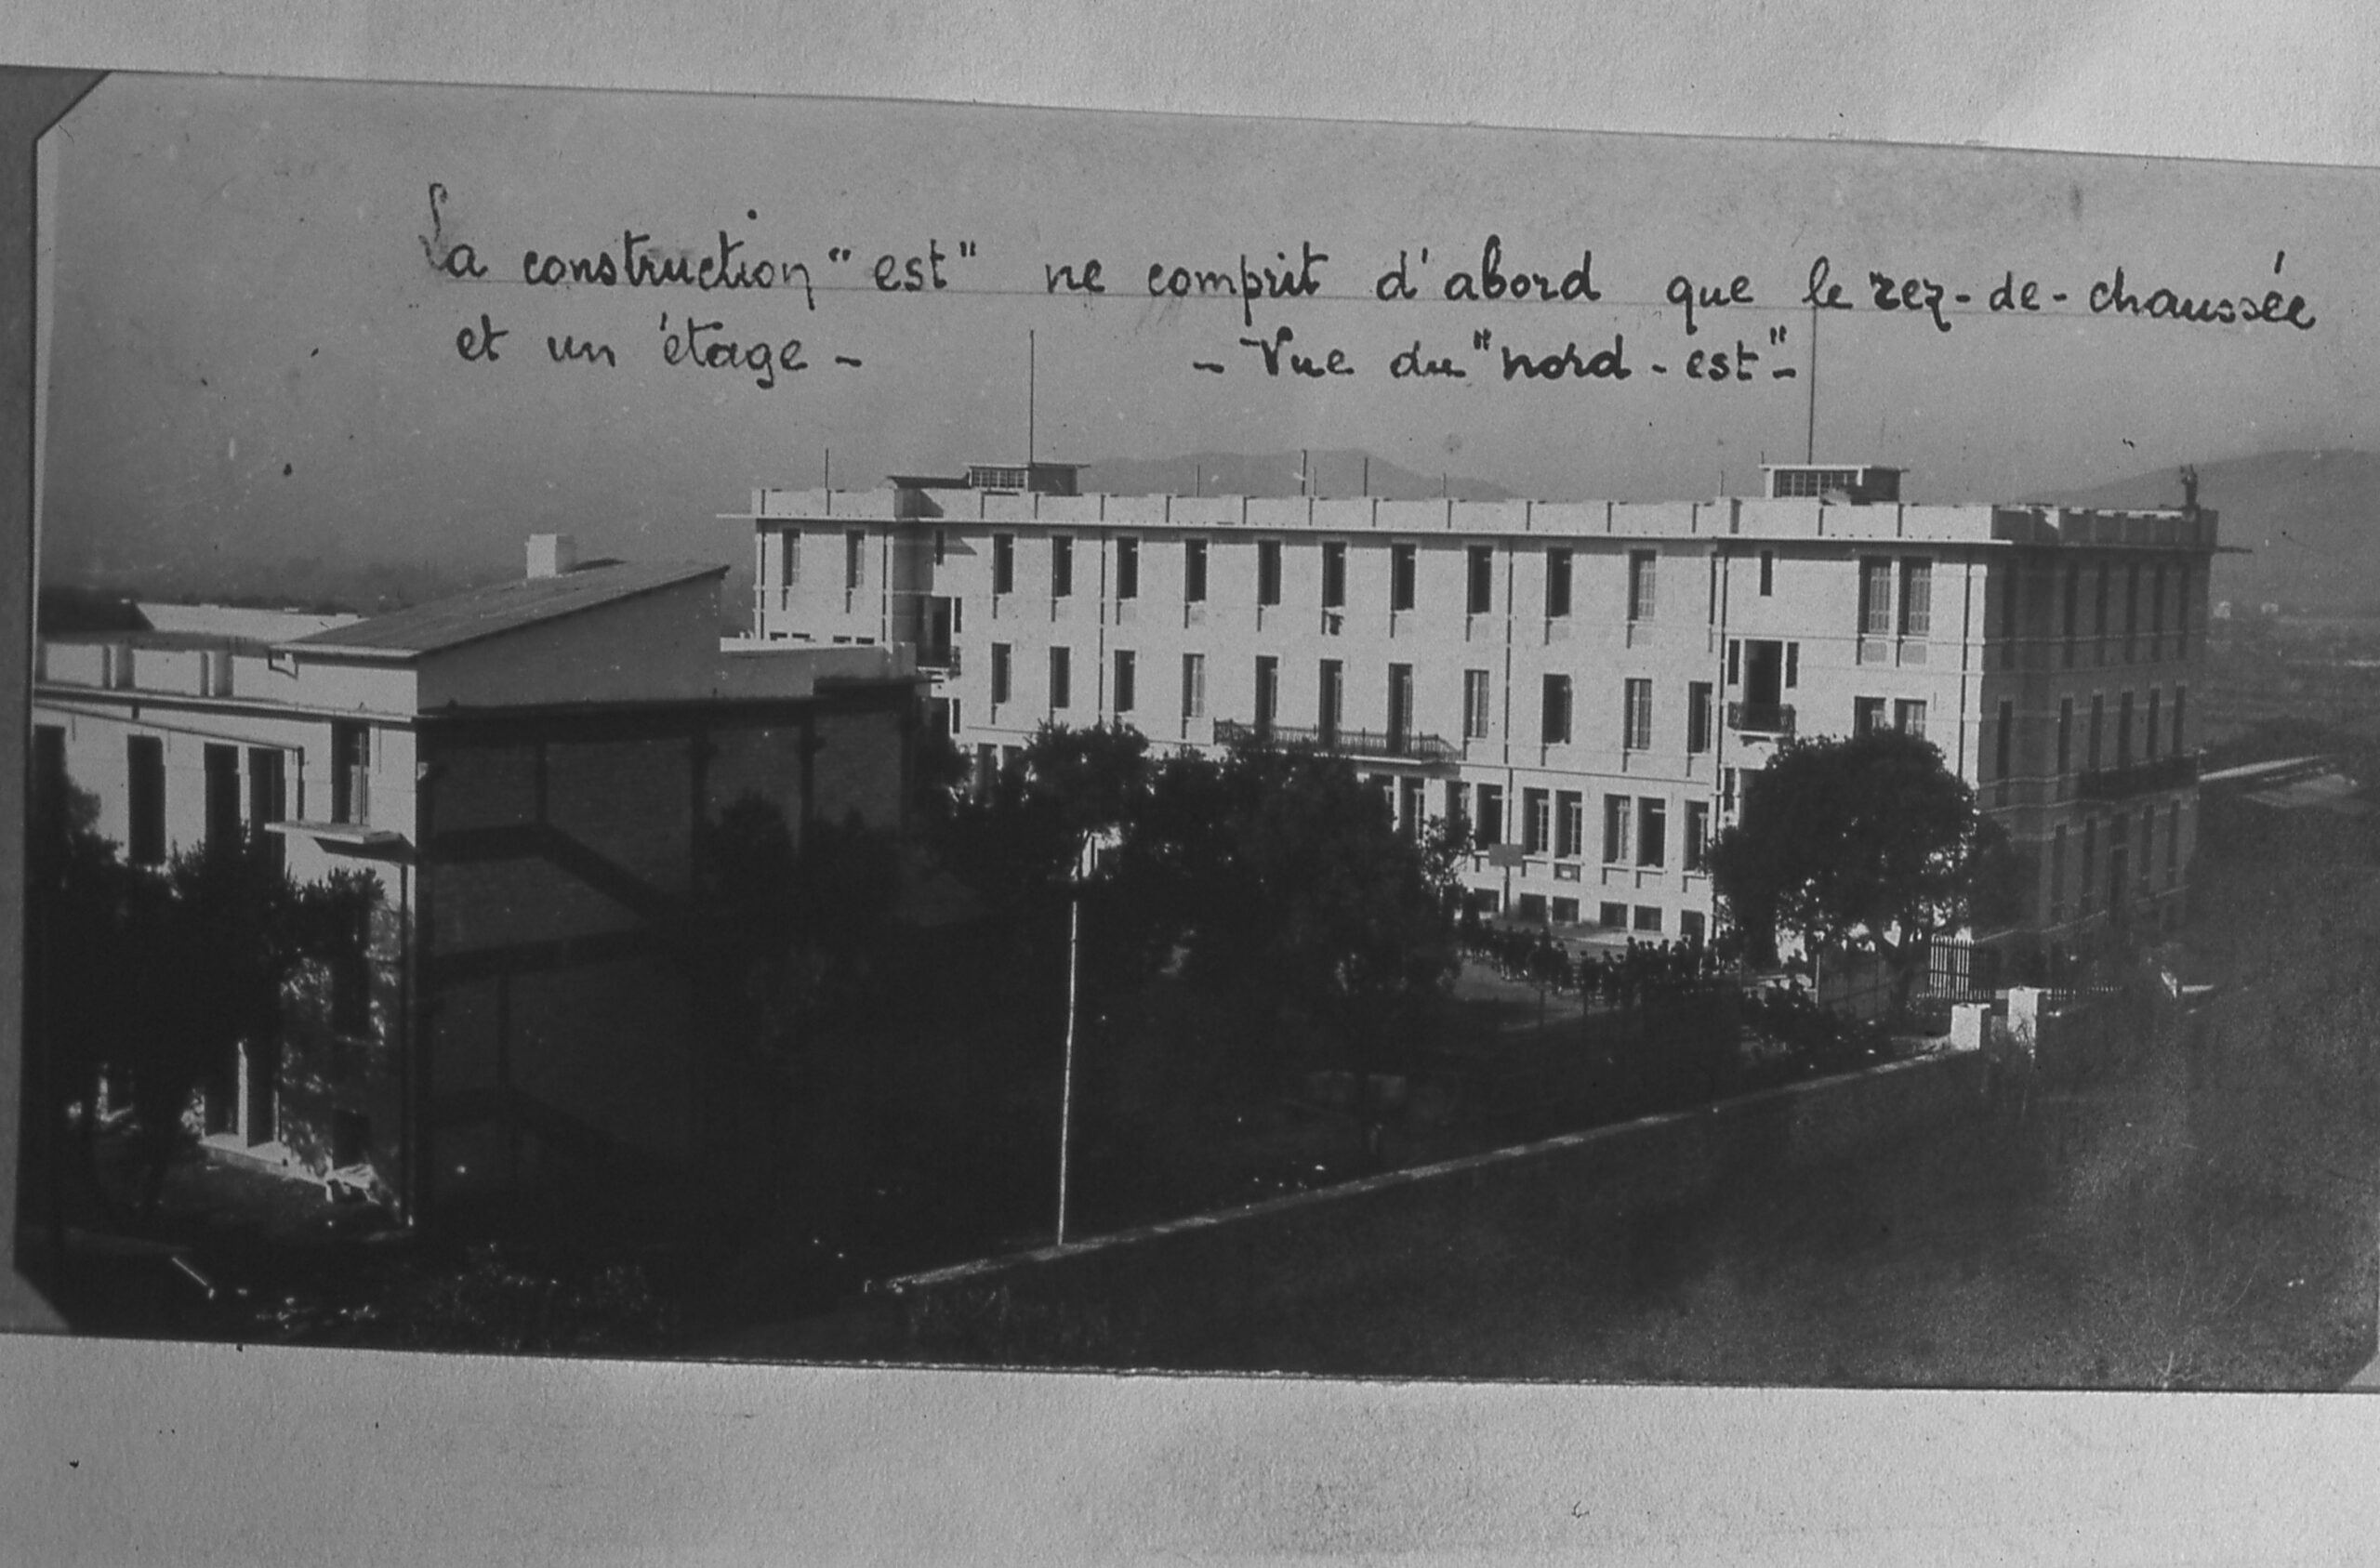 La construction "est" ne comprit d'abord que le rez-de-chaussée
et un étage - - Vue du "nord-est" -